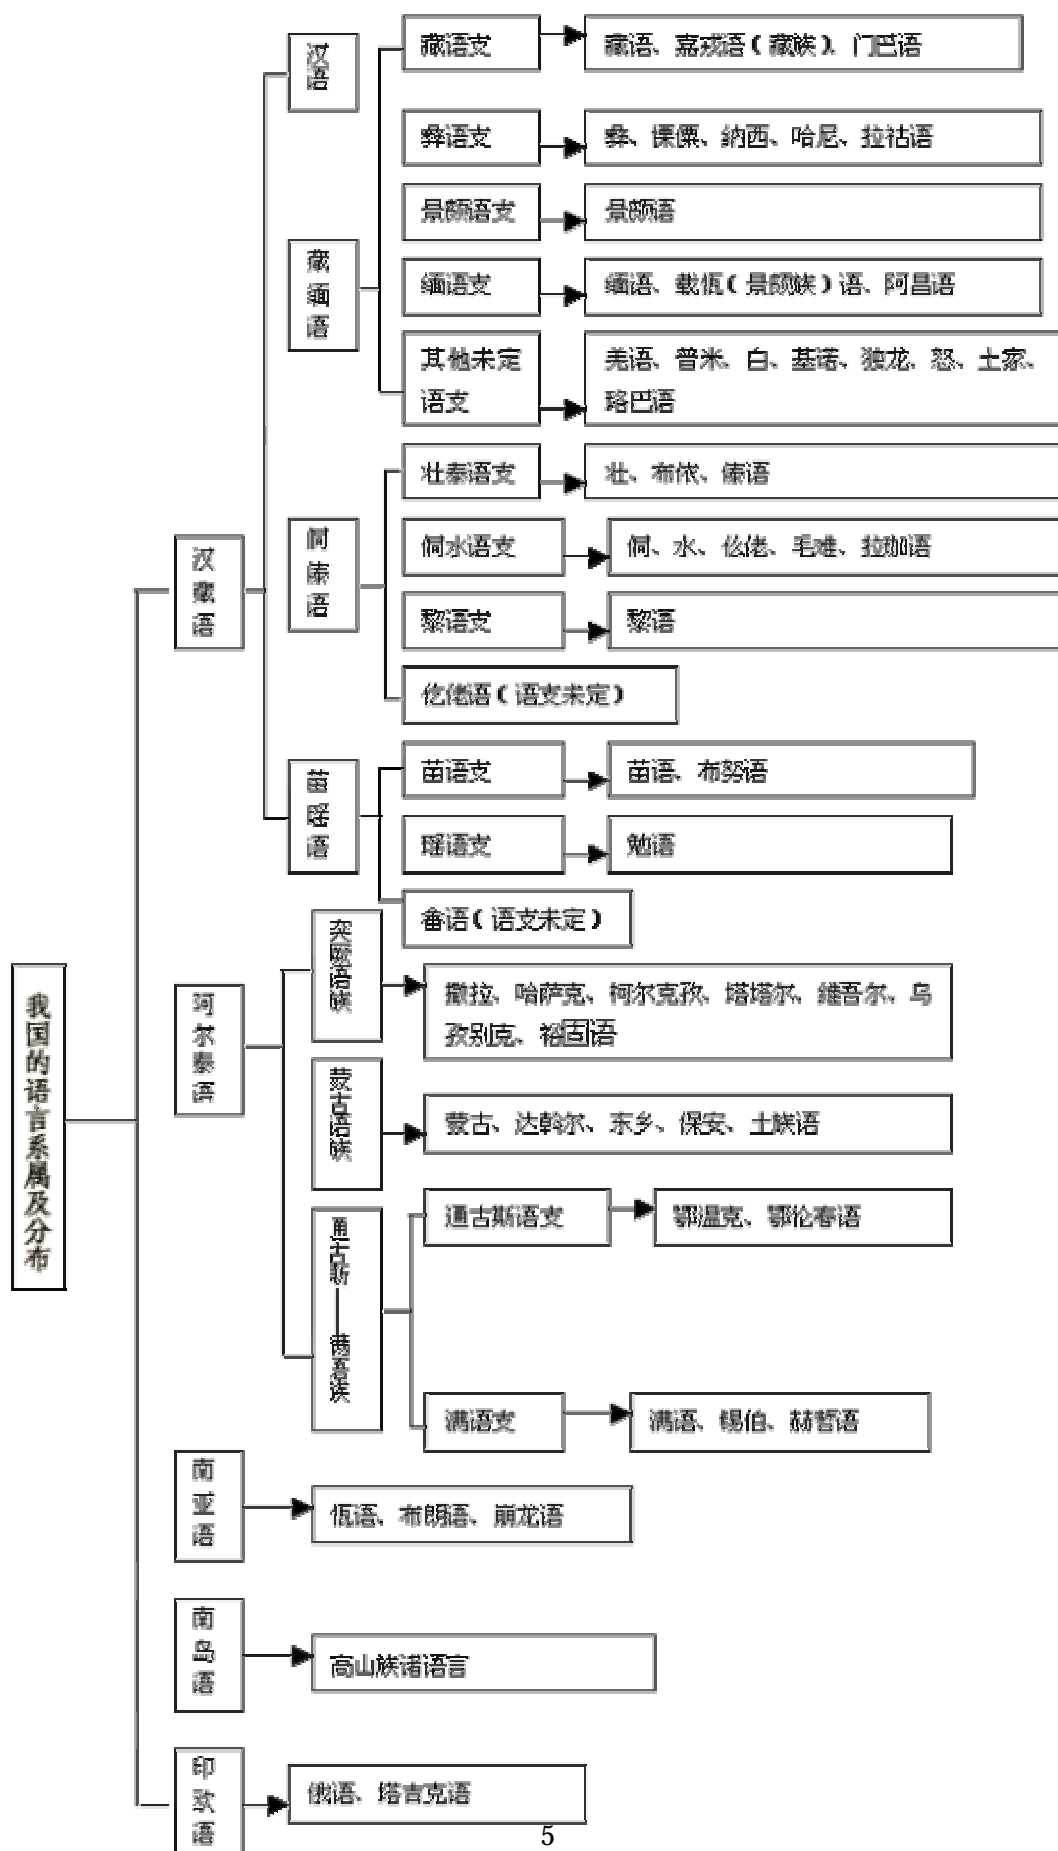 我国的语言系属及分布
汉藏语
汉语
藏缅语
藏语支
藏语、嘉戎语(藏族)、门巴语
彝语支
彝、傈僳、纳西、哈尼、拉祜语
景颇语支
景颇语
缅语支
缅语、载佤(景颇族)语、阿昌语
其他未定
语支
羌语、普米、白、基诺、独龙、怒、土家、
珞巴语
侗傣语
壮泰语支
壮、布依、傣语
侗水语支
侗、水、仫佬、毛难、拉珈语
黎语支
黎语
仡佬语(语支未定)
苗瑶语
苗语支
苗语、布努语
瑶语支
勉语
畲语(语支未定)
阿尔泰语
突厥语族
撒拉、哈萨克、柯尔克孜、塔塔尔、维吾尔、乌
孜别克、裕固语
蒙古语族
蒙古、达斡尔、东乡、保安、土族语
通古斯——满语族
通古斯语支
鄂温克、鄂伦春语
满语支
满语、锡伯、赫哲语
南亚语
佤语、布朗语、崩龙语
南岛语
高山族诸语言
印欧语
俄语、塔吉克语
5